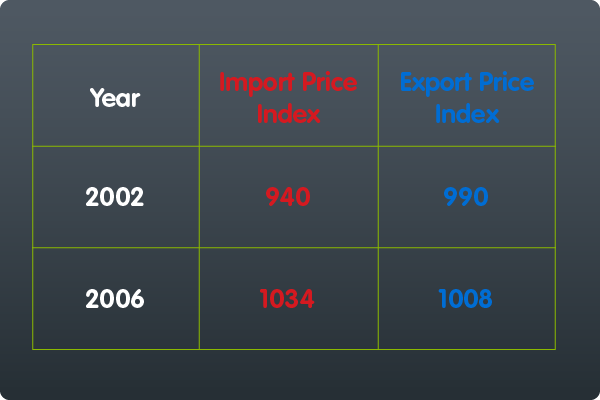 Year
Import Price
Index
Export Price
Index
2002
940
990
2006
1034
1008